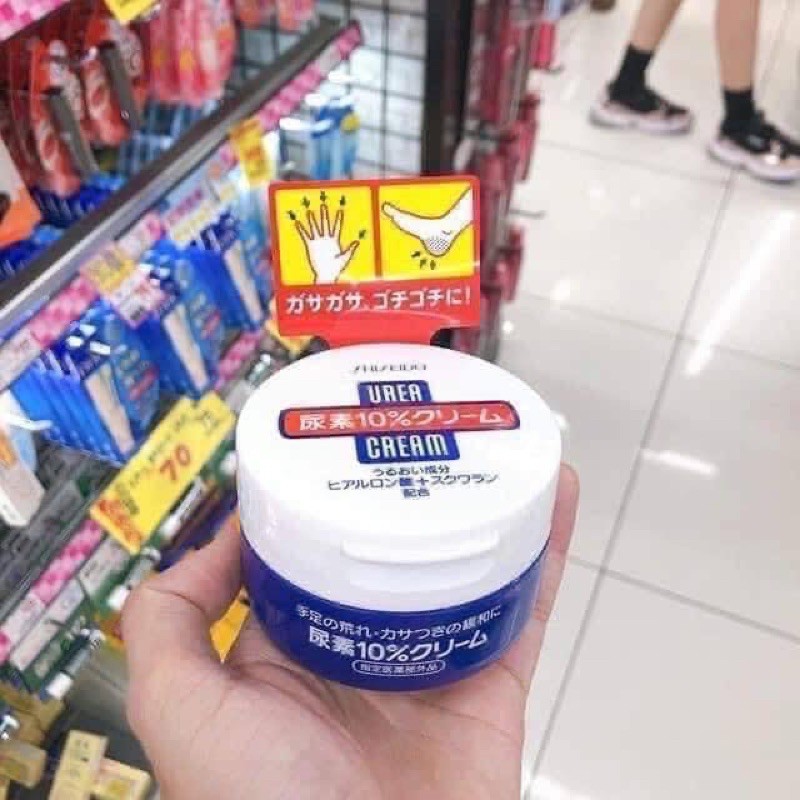 ガサガサ、ゴチゴチに!
SHISEIDO
UREA
尿素10%クリーム
CREAM
うるおい成分
ヒアルロン酸+スクワラン
配合
手足の荒れ・カサつきの緩和に
尿素10%クリーム
指定医薬部外品
70